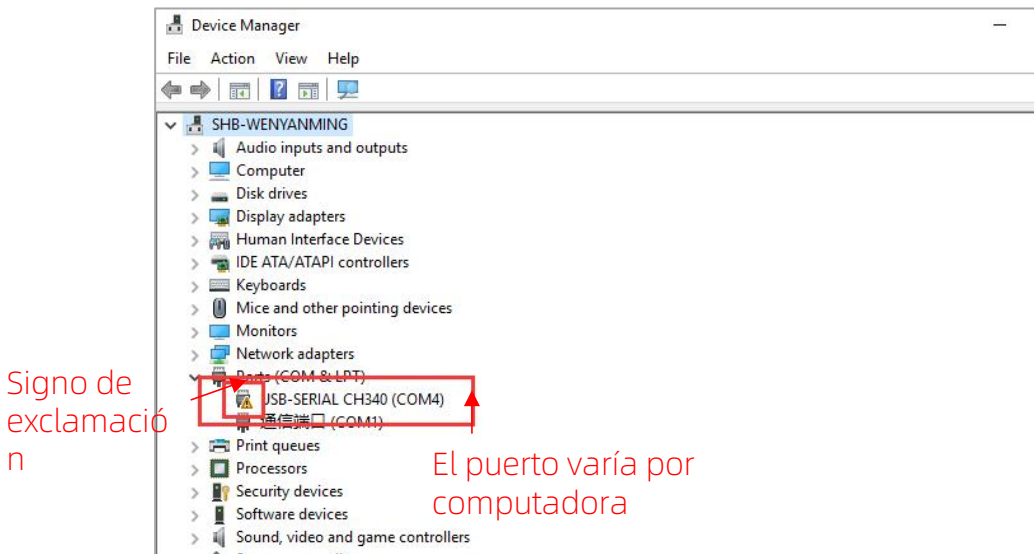 Device Manager
File Action View Help
SHB-WENYANMING
Audio inputs and outputs
Computer
Disk drives
Display adapters
Human Interface Devices
IDE ATA/ATAPI controllers
Keyboards
Mice and other pointing devices
Monitors
Network adapters
Ports (COM & LPT)
USB-SERIAL CH340 (COM4)
通信端口 (COM1)
Print queues
Processors
Security devices
Software devices
Sound, video and game controllers
Signo de
exclamació
n
El puerto varía por
computadora